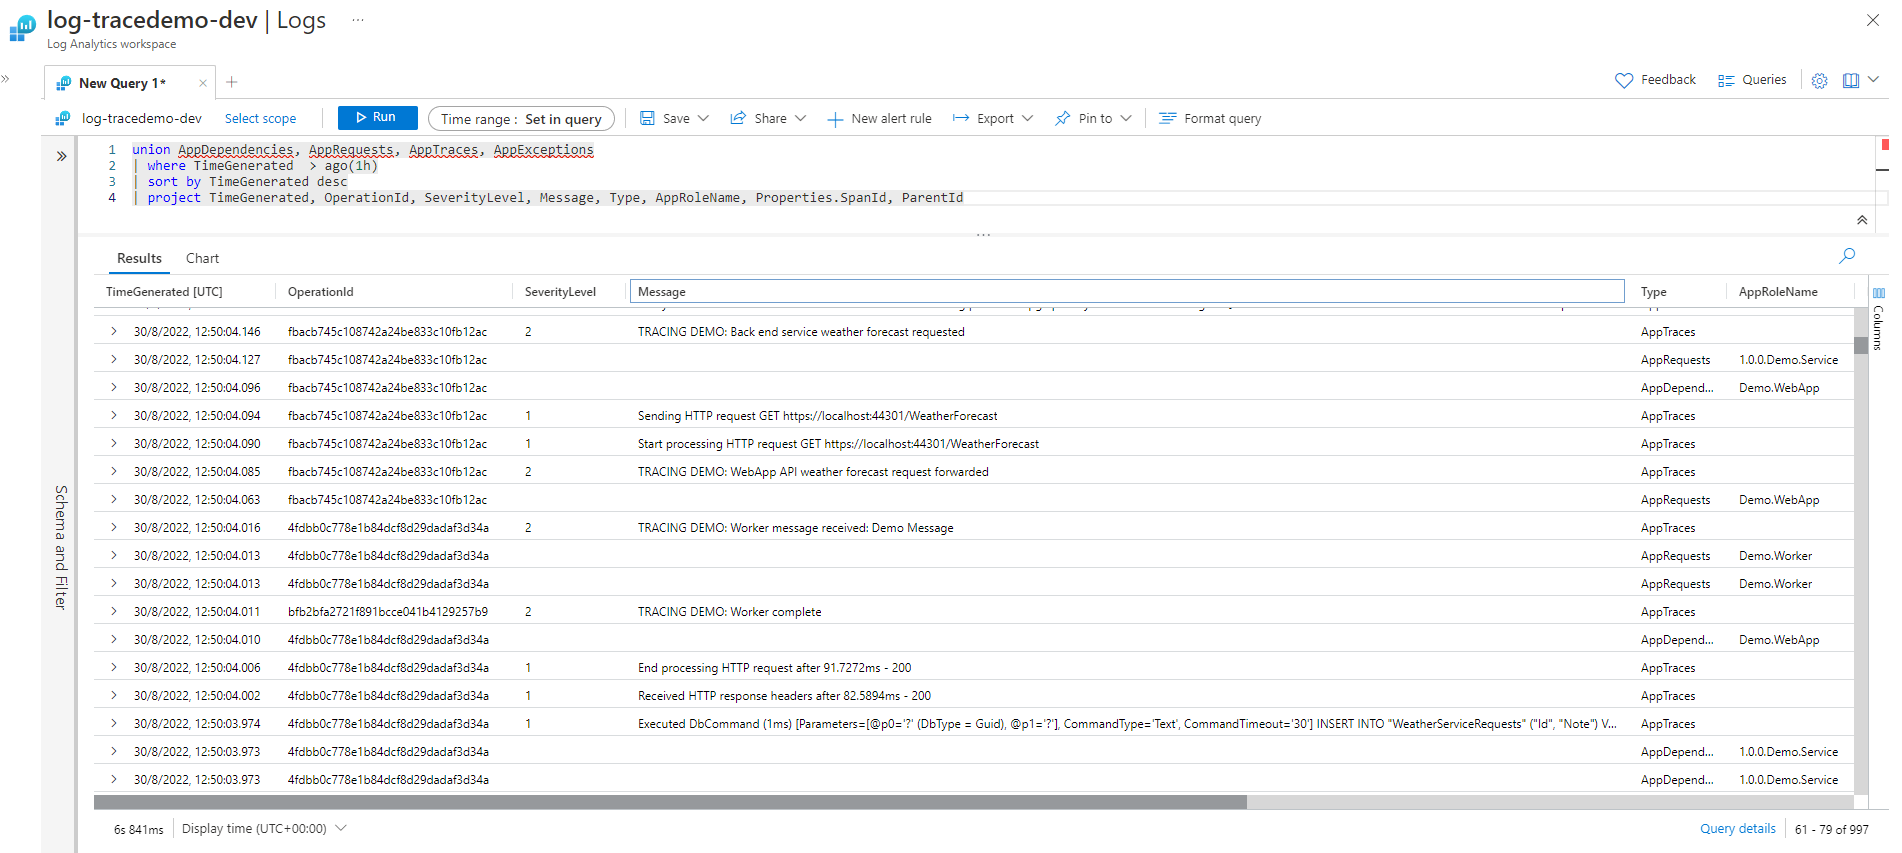 log-tracedemo-dev | Logs ...
Log Analytics workspace
New Query 1*
Feedback Queries
log-tracedemo-dev Select scope Run Time range : Set in query Save Share New alert rule Export Pin to Format query
1 union AppDependencies, AppRequests, AppTraces, AppExceptions
2 | where TimeGenerated  > ago(1h)
3 | sort by TimeGenerated desc
4 | project TimeGenerated, OperationId, SeverityLevel, Message, Type, AppRoleName, Properties.SpanId, ParentId
Schema and Filter
Results Chart
TimeGenerated [UTC] OperationId SeverityLevel Message Type AppRoleName
Columns
30/8/2022, 12:50:04.146 fbacb745c108742a24be833c10fb12ac 2 TRACING DEMO: Back end service weather forecast requested AppTraces
30/8/2022, 12:50:04.127 fbacb745c108742a24be833c10fb12ac AppRequests 1.0.0.Demo.Service
30/8/2022, 12:50:04.096 fbacb745c108742a24be833c10fb12ac AppDepend... Demo.WebApp
30/8/2022, 12:50:04.094 fbacb745c108742a24be833c10fb12ac 1 Sending HTTP request GET https://localhost:44301/WeatherForecast AppTraces
30/8/2022, 12:50:04.090 fbacb745c108742a24be833c10fb12ac 1 Start processing HTTP request GET https://localhost:44301/WeatherForecast AppTraces
30/8/2022, 12:50:04.085 fbacb745c108742a24be833c10fb12ac 2 TRACING DEMO: WebApp API weather forecast request forwarded AppTraces
30/8/2022, 12:50:04.063 fbacb745c108742a24be833c10fb12ac AppRequests Demo.WebApp
30/8/2022, 12:50:04.016 4fdbb0c778e1b84dcf8d29dadaf3d34a 2 TRACING DEMO: Worker message received: Demo Message AppTraces
30/8/2022, 12:50:04.013 4fdbb0c778e1b84dcf8d29dadaf3d34a AppRequests Demo.Worker
30/8/2022, 12:50:04.013 4fdbb0c778e1b84dcf8d29dadaf3d34a AppRequests Demo.Worker
30/8/2022, 12:50:04.011 bfb2bfa2721f891bcce041b4129257b9 2 TRACING DEMO: Worker complete AppTraces
30/8/2022, 12:50:04.010 4fdbb0c778e1b84dcf8d29dadaf3d34a AppDepend... Demo.WebApp
30/8/2022, 12:50:04.006 4fdbb0c778e1b84dcf8d29dadaf3d34a 1 End processing HTTP request after 91.7272ms - 200 AppTraces
30/8/2022, 12:50:04.002 4fdbb0c778e1b84dcf8d29dadaf3d34a 1 Received HTTP response headers after 82.5894ms - 200 AppTraces
30/8/2022, 12:50:03.974 4fdbb0c778e1b84dcf8d29dadaf3d34a 1 Executed DbCommand (1ms) [Parameters=[@p0='?' (DbType = Guid), @p1='?'], CommandType='Text', CommandTimeout='30'] INSERT INTO "WeatherServiceRequests" ("Id", "Note") V... AppTraces
30/8/2022, 12:50:03.973 4fdbb0c778e1b84dcf8d29dadaf3d34a AppDepend... 1.0.0.Demo.Service
30/8/2022, 12:50:03.973 4fdbb0c778e1b84dcf8d29dadaf3d34a AppDepend... 1.0.0.Demo.Service
6s 841ms Display time (UTC+00:00) Query details 61 - 79 of 997